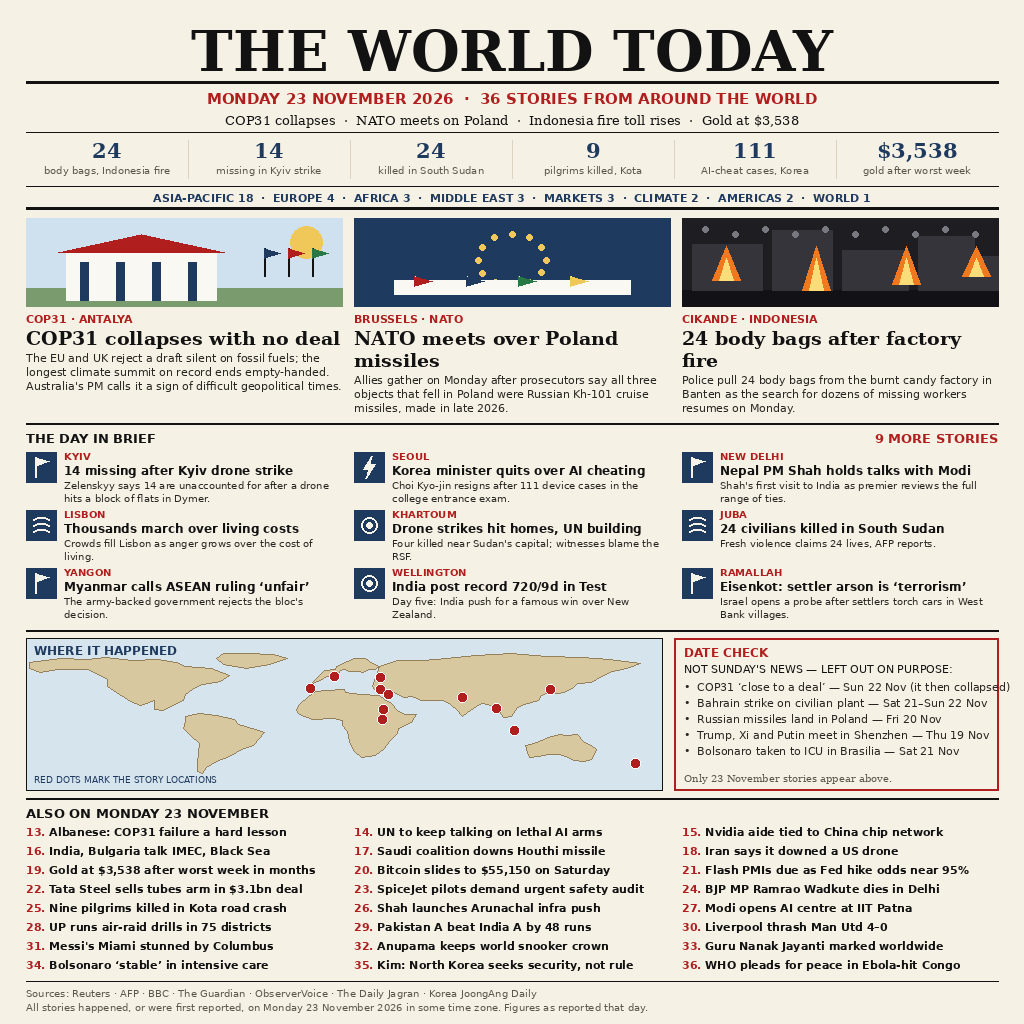 THE WORLD TODAY
MONDAY 23 NOVEMBER 2026 · 36 STORIES FROM AROUND THE WORLD
COP31 collapses · NATO meets on Poland · Indonesia fire toll rises · Gold at $3,538
24
body bags, Indonesia fire
14
missing in Kyiv strike
24
killed in South Sudan
9
pilgrims killed, Kota
111
AI-cheat cases, Korea
$3,538
gold after worst week
ASIA-PACIFIC 18 · EUROPE 4 · AFRICA 3 · MIDDLE EAST 3 · MARKETS 3 · CLIMATE 2 · AMERICAS 2 · WORLD 1
COP31 · ANTALYA
COP31 collapses with no deal
The EU and UK reject a draft silent on fossil fuels; the
longest climate summit on record ends empty-handed.
Australia's PM calls it a sign of difficult geopolitical times.
BRUSSELS · NATO
NATO meets over Poland
missiles
Allies gather on Monday after prosecutors say all three
objects that fell in Poland were Russian Kh-101 cruise
missiles, made in late 2026.
CIKANDE · INDONESIA
24 body bags after factory
fire
Police pull 24 body bags from the burnt candy factory in
Banten as the search for dozens of missing workers
resumes on Monday.
THE DAY IN BRIEF
9 MORE STORIES
KYIV
14 missing after Kyiv drone strike
Zelenskyy says 14 are unaccounted for after a drone
hits a block of flats in Dymer.
SEOUL
Korea minister quits over AI cheating
Choi Kyo-jin resigns after 111 device cases in the
college entrance exam.
NEW DELHI
Nepal PM Shah holds talks with Modi
Shah's first visit to India as premier reviews the full
range of ties.
LISBON
Thousands march over living costs
Crowds fill Lisbon as anger grows over the cost of
living.
KHARTOUM
Drone strikes hit homes, UN building
Four killed near Sudan's capital; witnesses blame the
RSF.
JUBA
24 civilians killed in South Sudan
Fresh violence claims 24 lives, AFP reports.
YANGON
Myanmar calls ASEAN ruling ‘unfair’
The army-backed government rejects the bloc's
decision.
WELLINGTON
India post record 720/9d in Test
Day five: India push for a famous win over New
Zealand.
RAMALLAH
Eisenkot: settler arson is ‘terrorism’
Israel opens a probe after settlers torch cars in West
Bank villages.
WHERE IT HAPPENED
RED DOTS MARK THE STORY LOCATIONS
DATE CHECK
NOT SUNDAY'S NEWS — LEFT OUT ON PURPOSE:
• COP31 ‘close to a deal’ — Sun 22 Nov (it then collapsed)
• Bahrain strike on civilian plant — Sat 21–Sun 22 Nov
• Russian missiles land in Poland — Fri 20 Nov
• Trump, Xi and Putin meet in Shenzhen — Thu 19 Nov
• Bolsonaro taken to ICU in Brasilia — Sat 21 Nov
Only 23 November stories appear above.
ALSO ON MONDAY 23 NOVEMBER
13. Albanese: COP31 failure a hard lesson
14. UN to keep talking on lethal AI arms
15. Nvidia aide tied to China chip network
16. India, Bulgaria talk IMEC, Black Sea
17. Saudi coalition downs Houthi missile
18. Iran says it downed a US drone
19. Gold at $3,538 after worst week in months
20. Bitcoin slides to $55,150 on Saturday
21. Flash PMIs due as Fed hike odds near 95%
22. Tata Steel sells tubes arm in $3.1bn deal
23. SpiceJet pilots demand urgent safety audit
24. BJP MP Ramrao Wadkute dies in Delhi
25. Nine pilgrims killed in Kota road crash
26. Shah launches Arunachal infra push
27. Modi opens AI centre at IIT Patna
28. UP runs air-raid drills in 75 districts
29. Pakistan A beat India A by 48 runs
30. Liverpool thrash Man Utd 4–0
31. Messi's Miami stunned by Columbus
32. Anupama keeps world snooker crown
33. Guru Nanak Jayanti marked worldwide
34. Bolsonaro ‘stable’ in intensive care
35. Kim: North Korea seeks security, not rule
36. WHO pleads for peace in Ebola-hit Congo
Sources: Reuters · AFP · BBC · The Guardian · ObserverVoice · The Daily Jagran · Korea JoongAng Daily
All stories happened, or were first reported, on Monday 23 November 2026 in some time zone. Figures as reported that day.